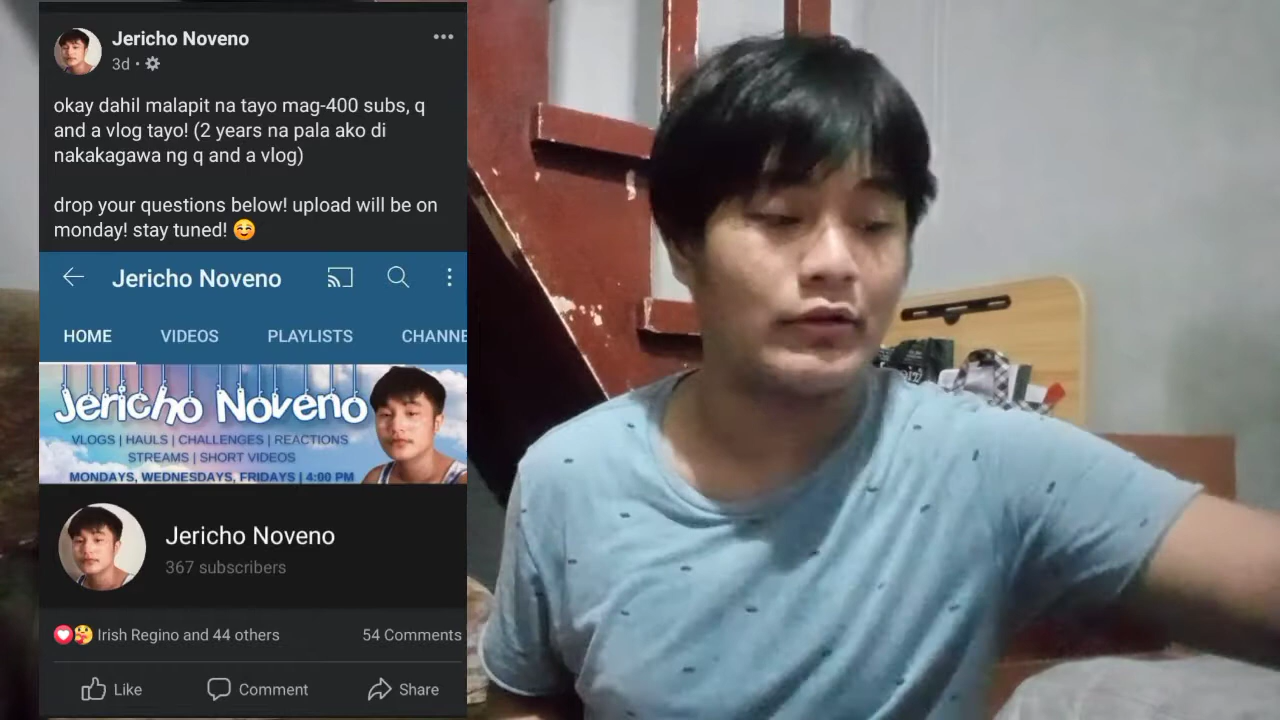 Jericho Noveno
3d
okay dahil malapit na tayo mag-400 subs, q
and a vlog tayo! (2 years na pala ako di
nakakagawa ng q and a vlog)
drop your questions below! upload will be on
monday! stay tuned! ☺️
Jericho Noveno
HOME VIDEOS PLAYLISTS CHANNE
Jericho Noveno
VLOGS | HAULS | CHALLENGES | REACTIONS
STREAMS | SHORT VIDEOS
MONDAYS, WEDNESDAYS, FRIDAYS | 4:00 PM
Jericho Noveno
367 subscribers
Irish Regino and 44 others 54 Comments
Like Comment Share